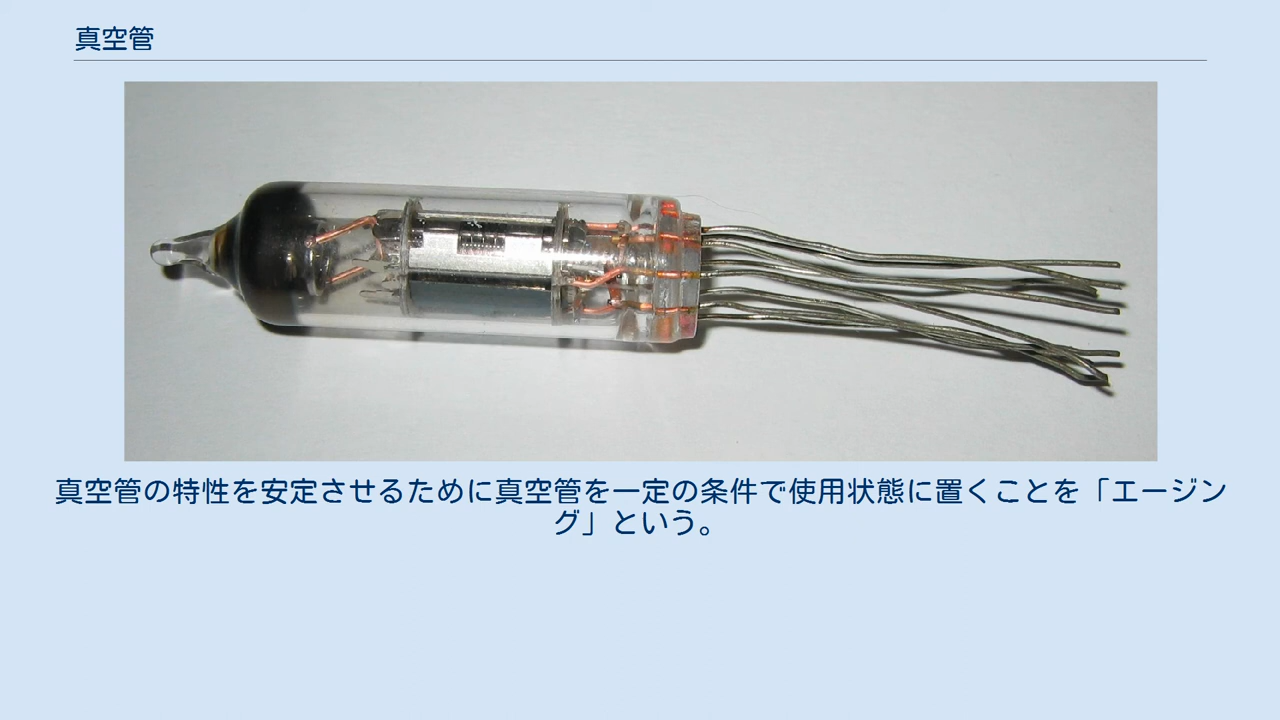 真空管
真空管の特性を安定させるために真空管を一定の条件で使用状態に置くことを「エージン
グ」という。